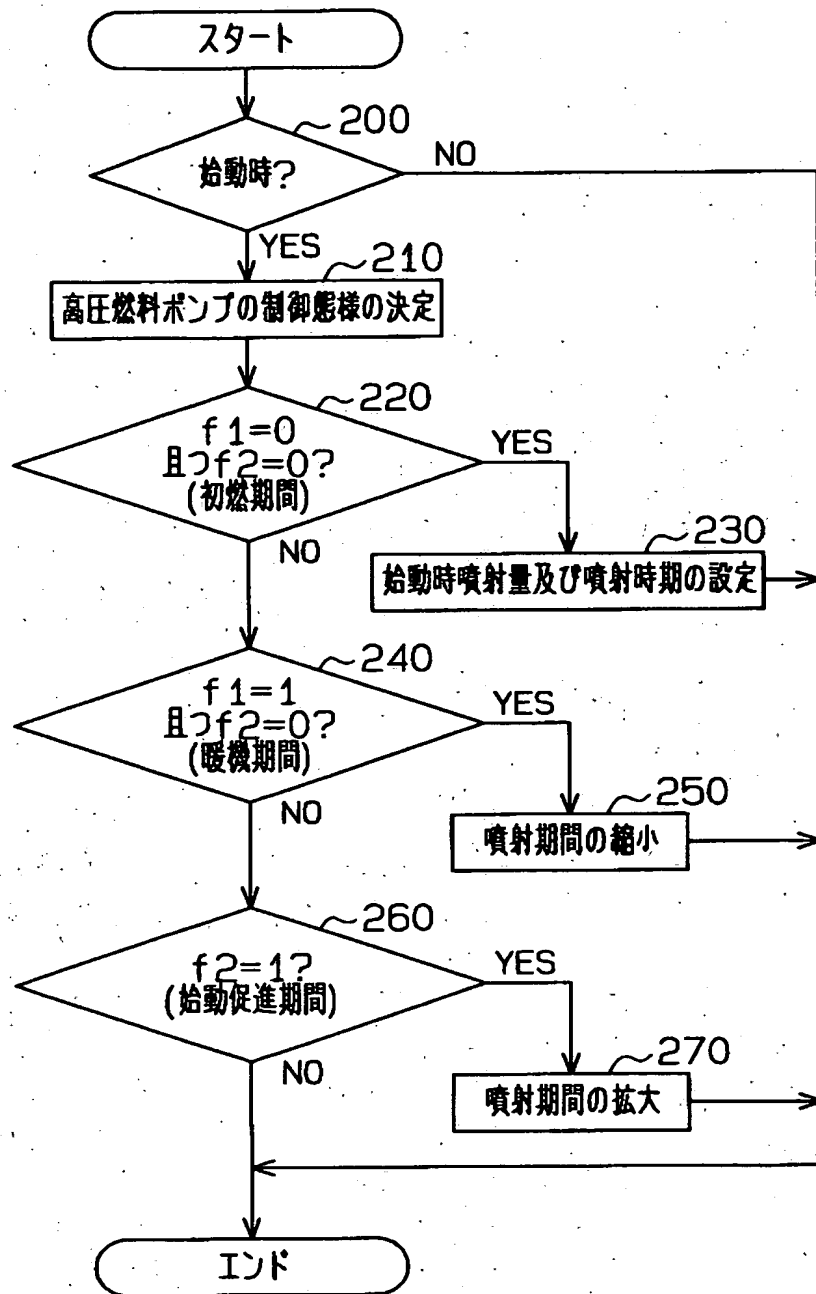 スタート
200
始動時?
NO
YES
210
高圧燃料ポンプの制御態様の決定
220
f1=0
且つf2=0?
(初燃期間)
YES
NO
230
始動時噴射量及び噴射時期の設定
240
f1=1
且つf2=0?
(暖機期間)
YES
NO
250
噴射期間の縮小
260
f2=1?
(始動促進期間)
YES
NO
270
噴射期間の拡大
エンド